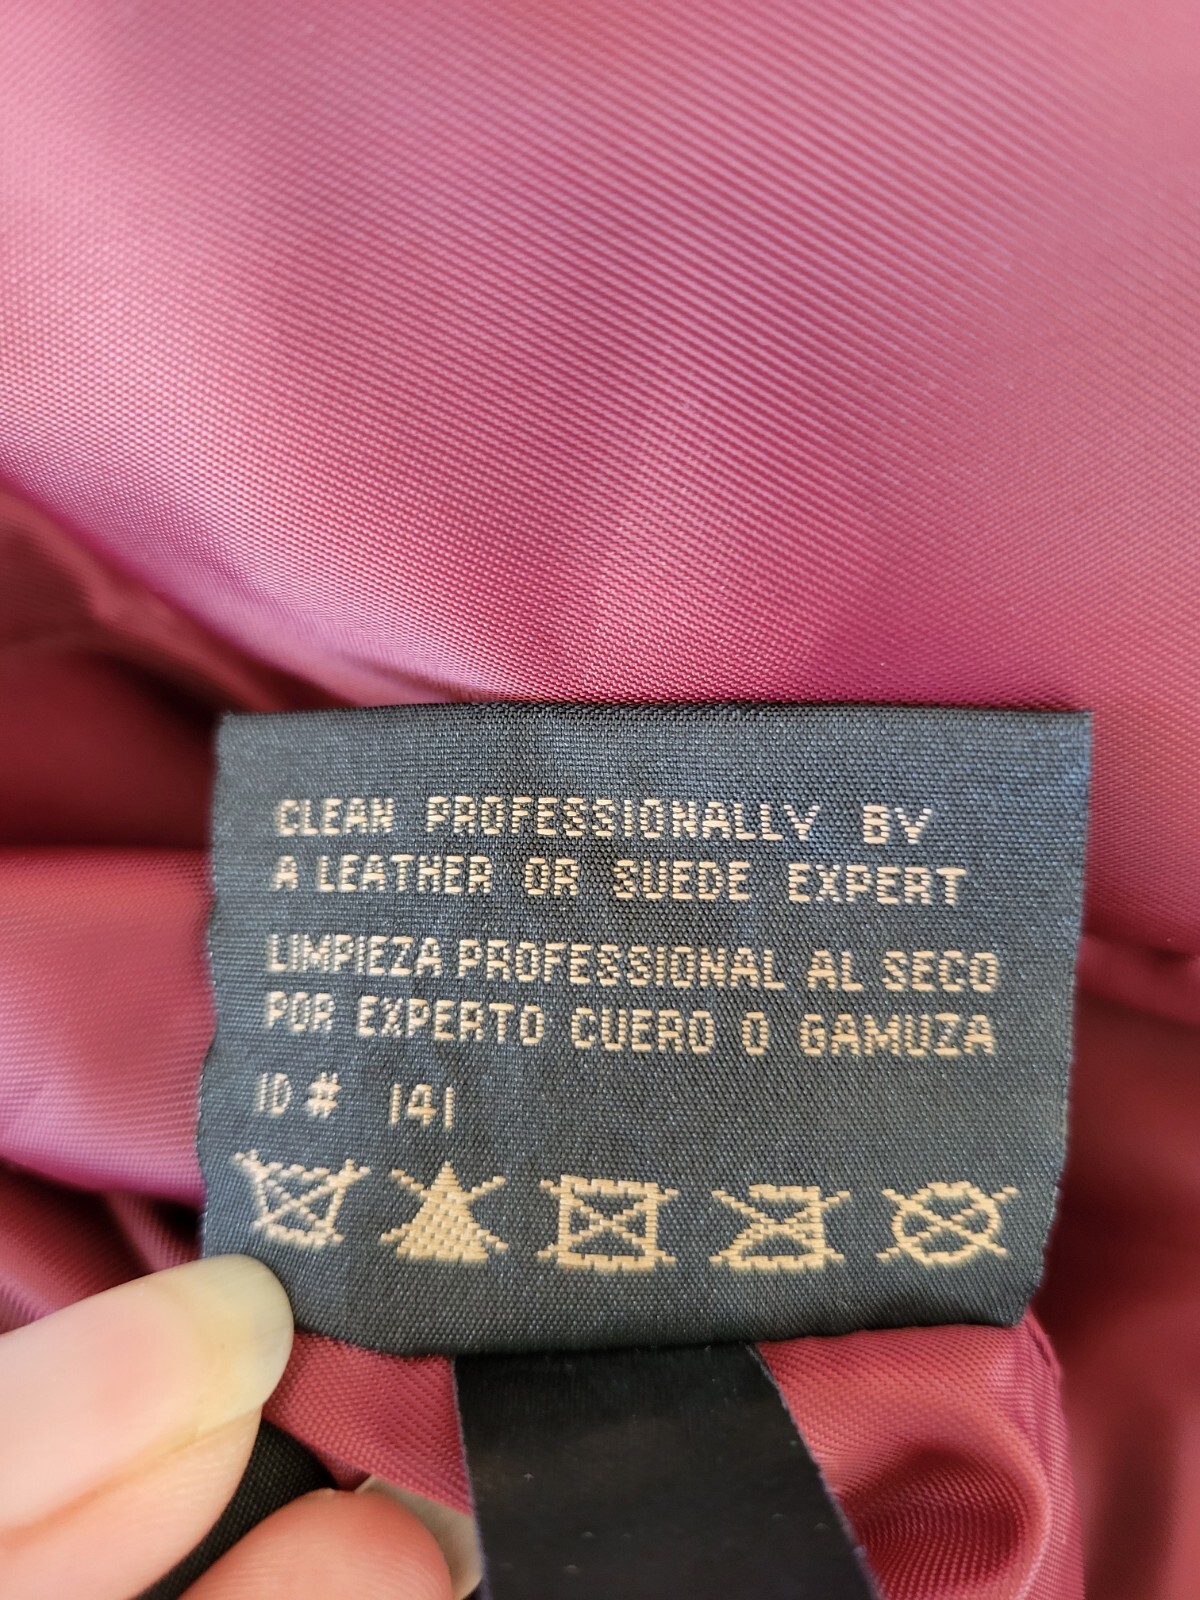 CLEAN PROFESSIONALLY BY
A LEATHER OR SUEDE EXPERT
LIMPIEZA PROFESSIONAL AL SECO
POR EXPERTO CUERO O GAMUZA
ID # 141